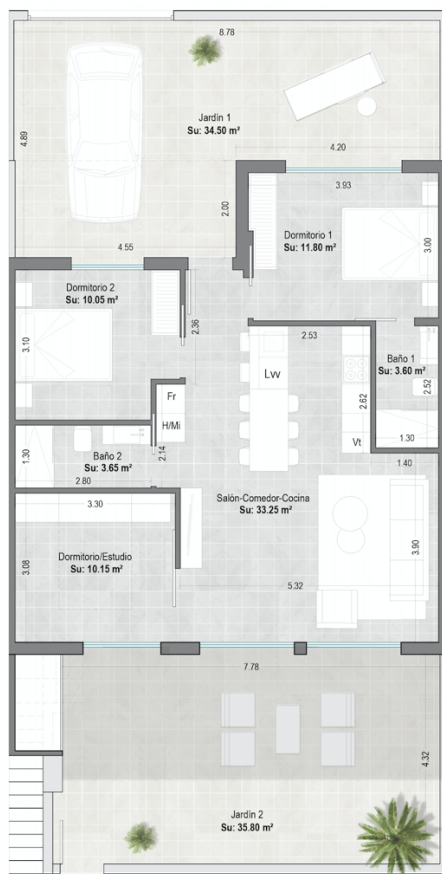 8.78
Jardín 1
Su: 34.50 m²
4.89
4.20
2.00
3.93
4.55
Dormitorio 1
Su: 11.80 m²
3.00
Dormitorio 2
Su: 10.05 m²
2.36
3.10
2.53
Lvv
Baño 1
Su: 3.60 m²
2.52
Fr
2.62
H/Mi
Vt
1.30
1.30
Baño 2
Su: 3.65 m²
2.14
2.80
1.40
Salón-Comedor-Cocina
Su: 33.25 m²
3.30
3.08
Dormitorio/Estudio
Su: 10.15 m²
3.90
5.32
7.78
4.32
Jardín 2
Su: 35.80 m²